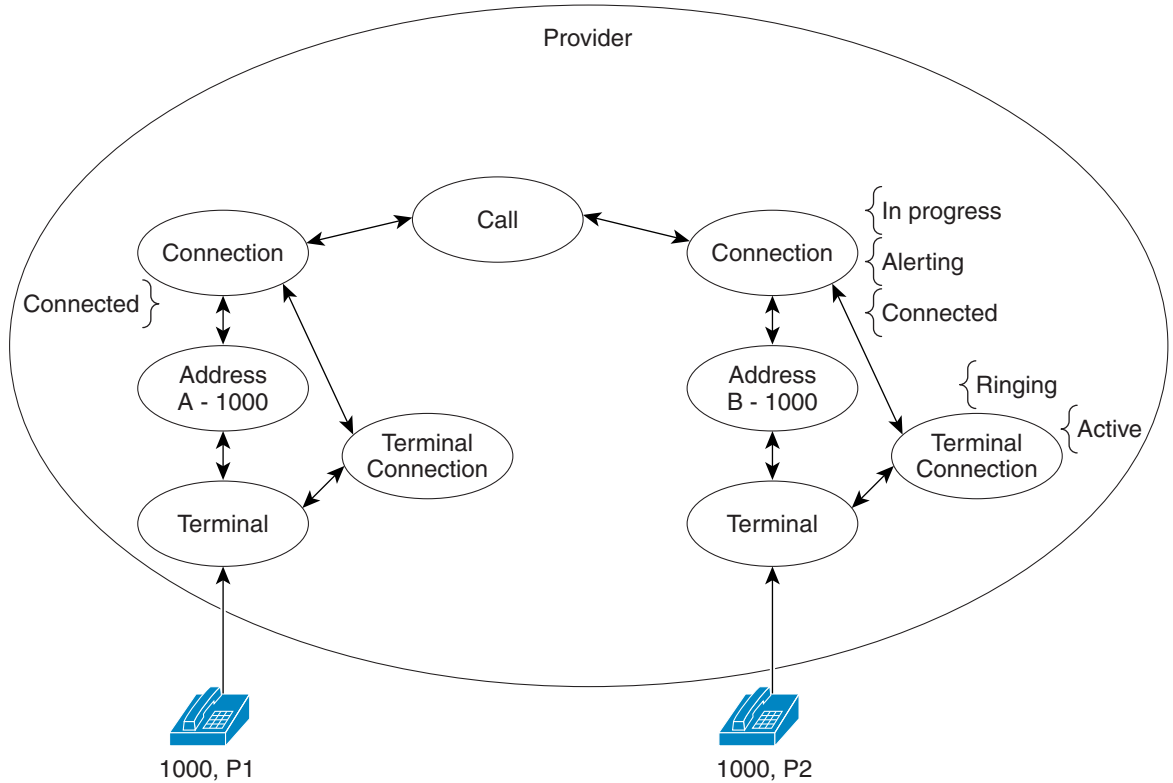 Provider
Call
Connection
Connected
Address
A - 1000
Terminal
Connection
Terminal
Connection
In progress
Alerting
Connected
Address
B - 1000
Ringing
Active
Terminal
Connection
Terminal
1000, P1
1000, P2